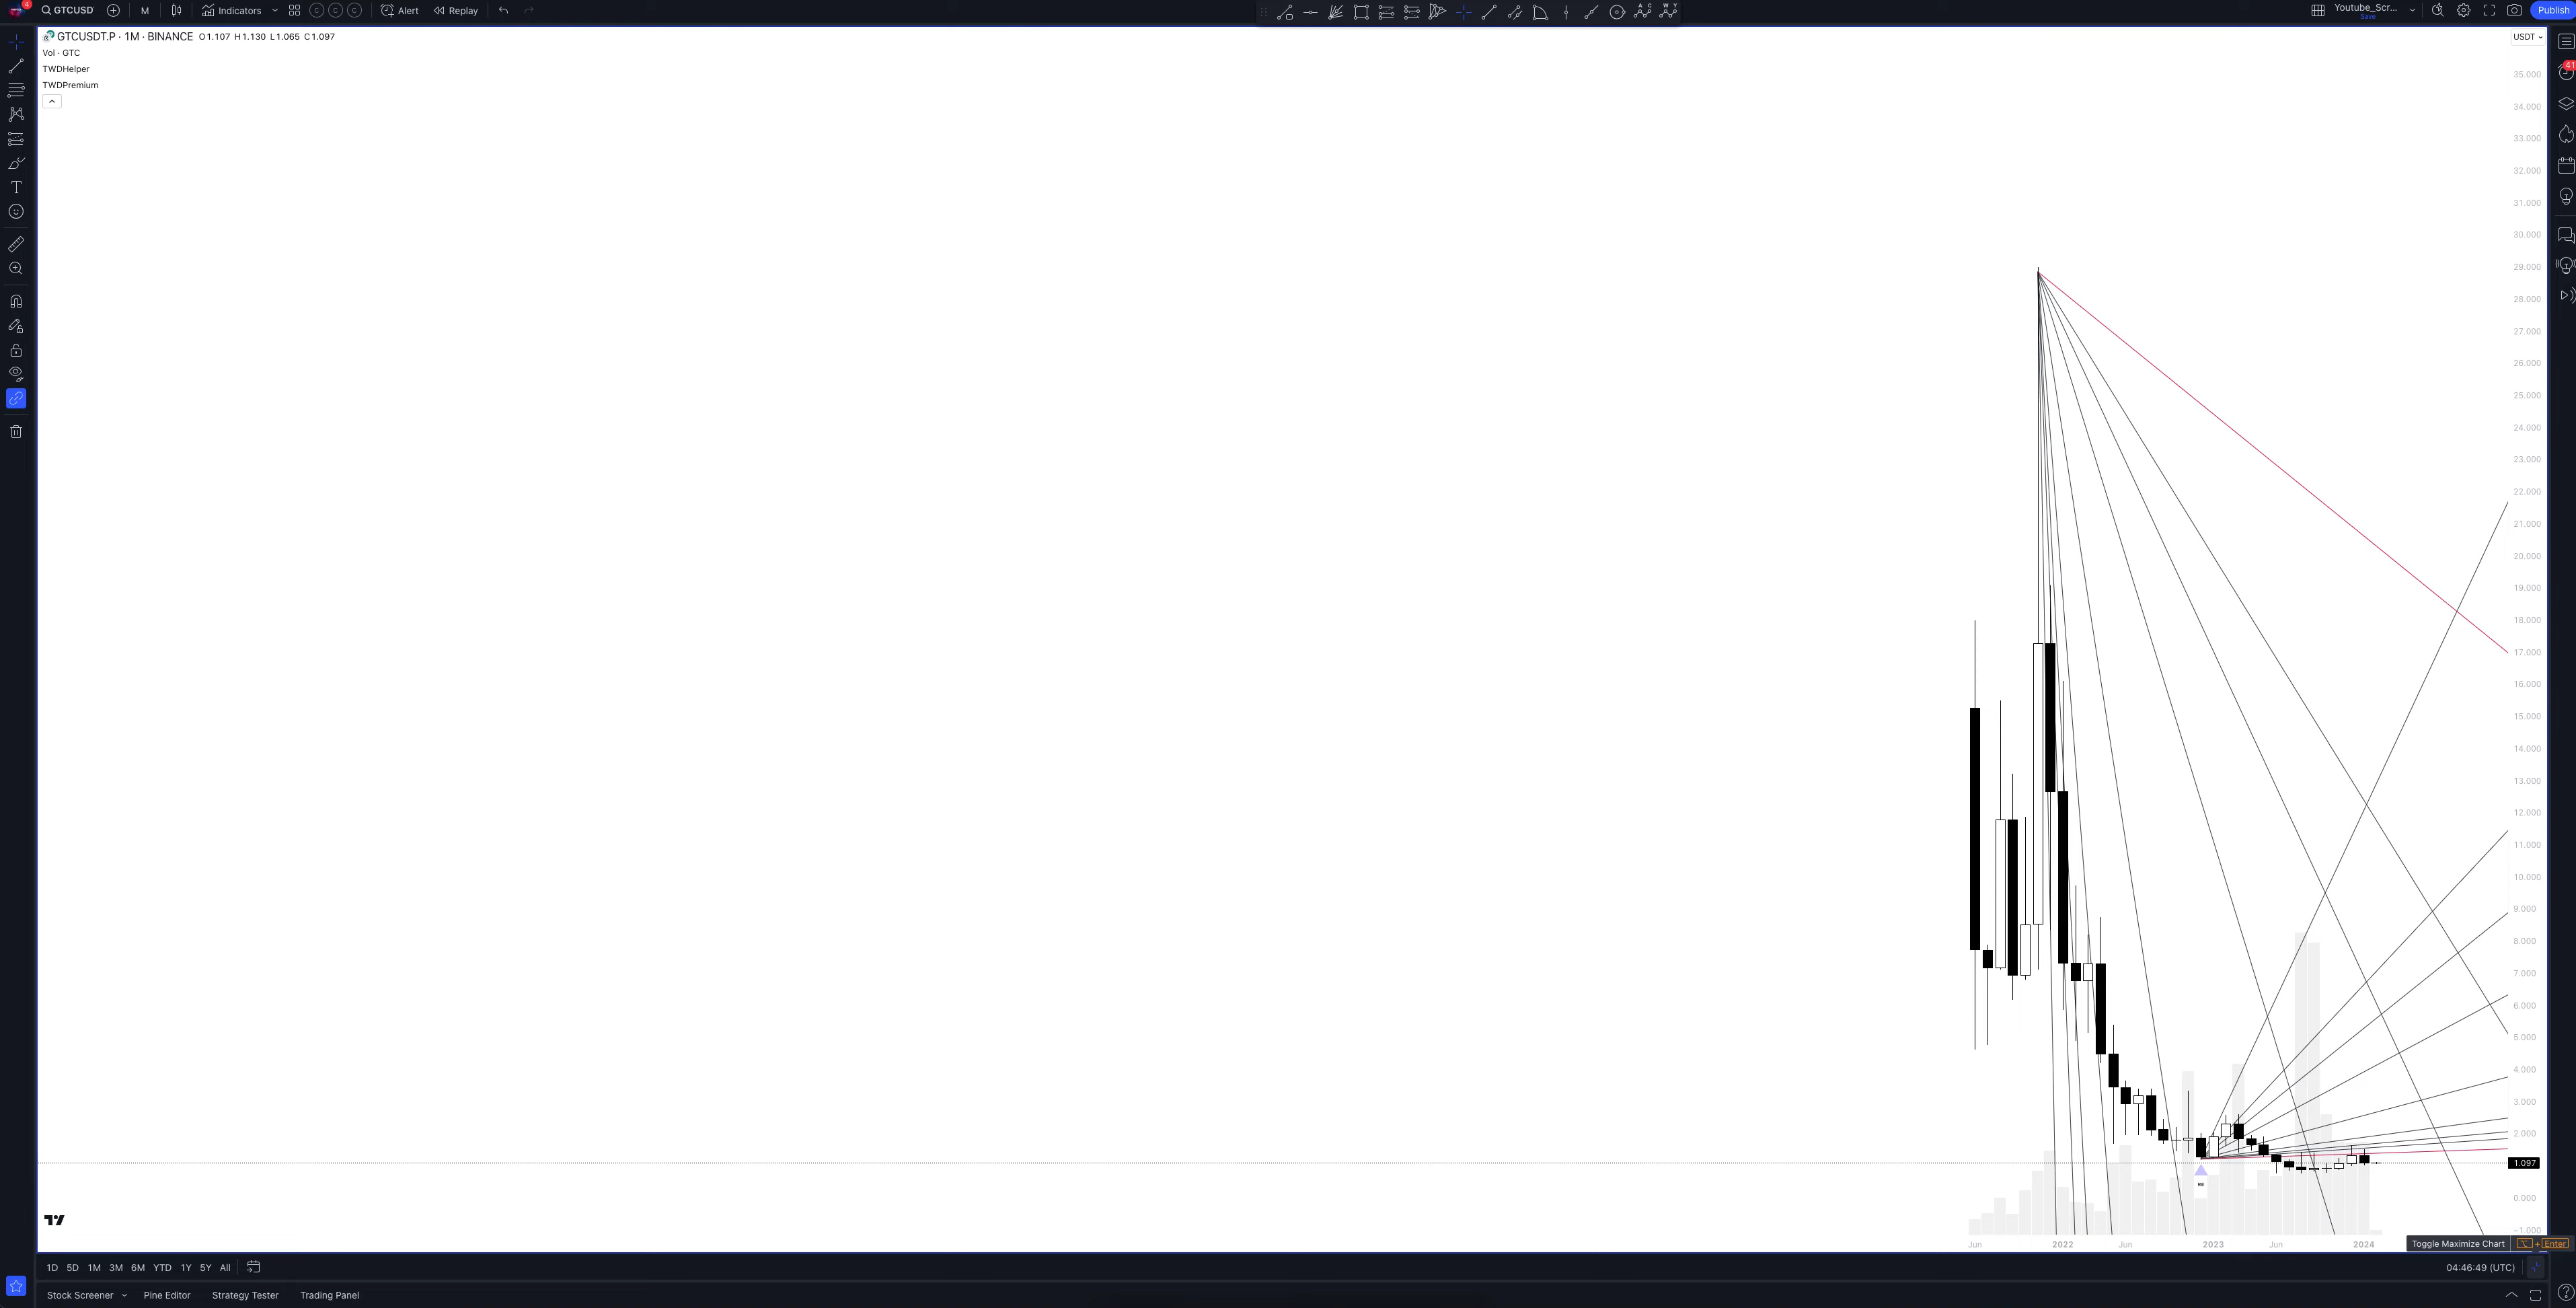 4
GTCUSD M Indicators C C C Alert Replay
A C
W Y
Youtube_Scr...
Save
Publish
GTCUSDT.P · 1M · BINANCE O1.107 H1.130 L1.065 C1.097
USDT
Vol · GTC
TWDHelper
TWDPremium
41
35.000
34.000
33.000
32.000
31.000
30.000
29.000
28.000
27.000
26.000
25.000
24.000
23.000
22.000
21.000
20.000
19.000
18.000
17.000
16.000
15.000
14.000
13.000
12.000
11.000
10.000
9.000
8.000
7.000
6.000
5.000
4.000
3.000
2.000
1.097
0.000
−1.000
Jun 2022 Jun 2023 Jun 2024
Toggle Maximize Chart ⌥ + Enter
1D 5D 1M 3M 6M YTD 1Y 5Y All
04:46:49 (UTC)
Stock Screener Pine Editor Strategy Tester Trading Panel